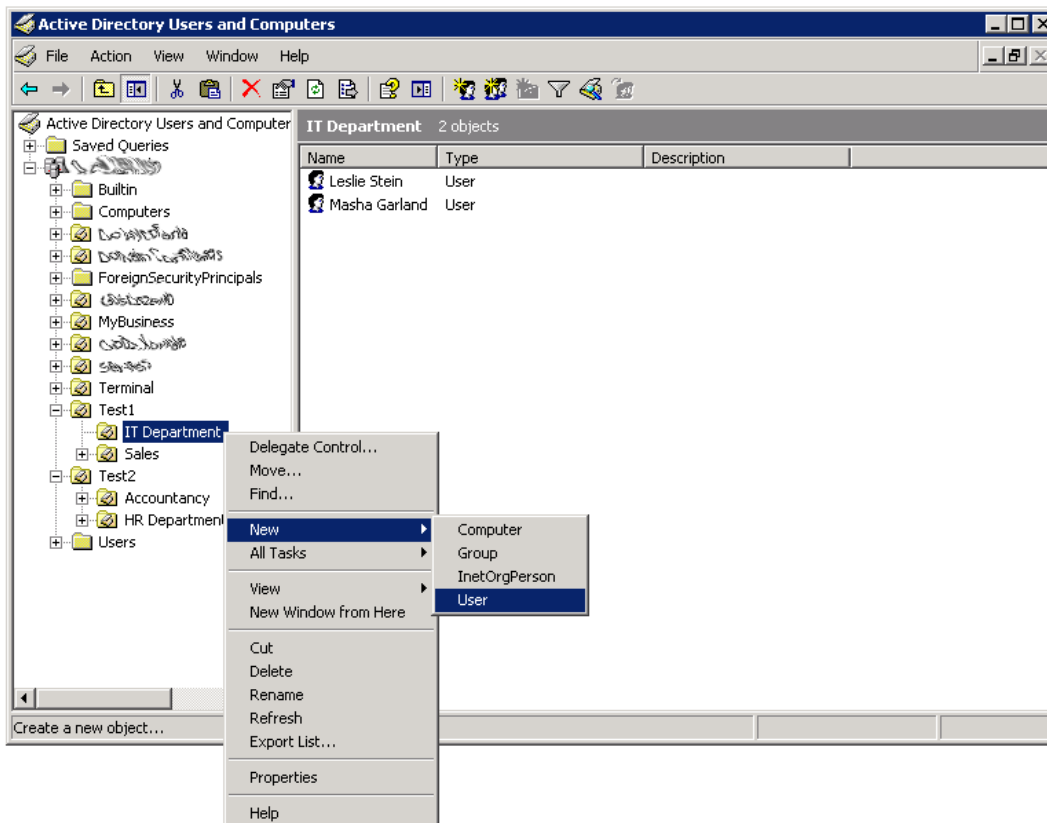 Active Directory Users and Computers
File Action View Window Help
Active Directory Users and Computer
Saved Queries
Builtin
Computers
ForeignSecurityPrincipals
MyBusiness
Terminal
Test1
IT Department
Sales
Test2
Accountancy
HR Department
Users
IT Department 2 objects
Name Type Description
Leslie Stein User
Masha Garland User
Delegate Control...
Move...
Find...
New
All Tasks
View
New Window from Here
Cut
Delete
Rename
Refresh
Export List...
Properties
Help
Computer
Group
InetOrgPerson
User
Create a new object...